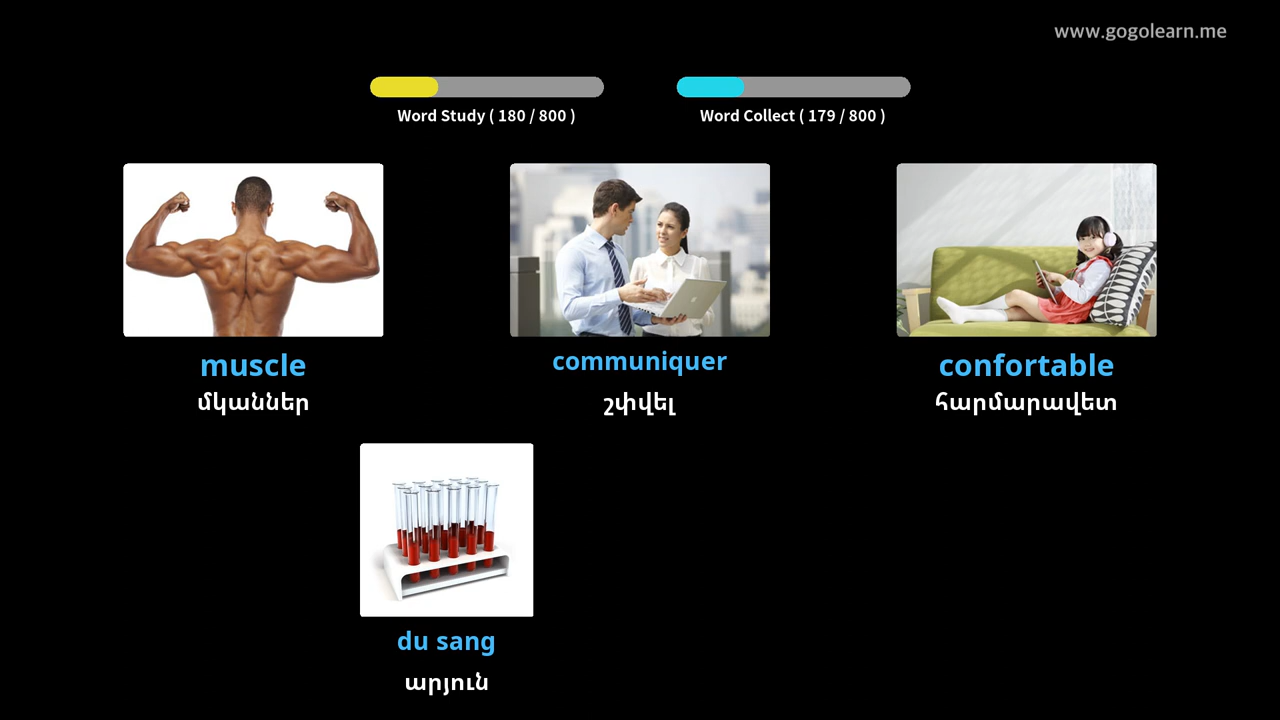 www.gogolearn.me
Word Study ( 180 / 800 )
Word Collect ( 179 / 800 )
muscle
մկաններ
communiquer
շփվել
confortable
հարմարավետ
du sang
արյուն